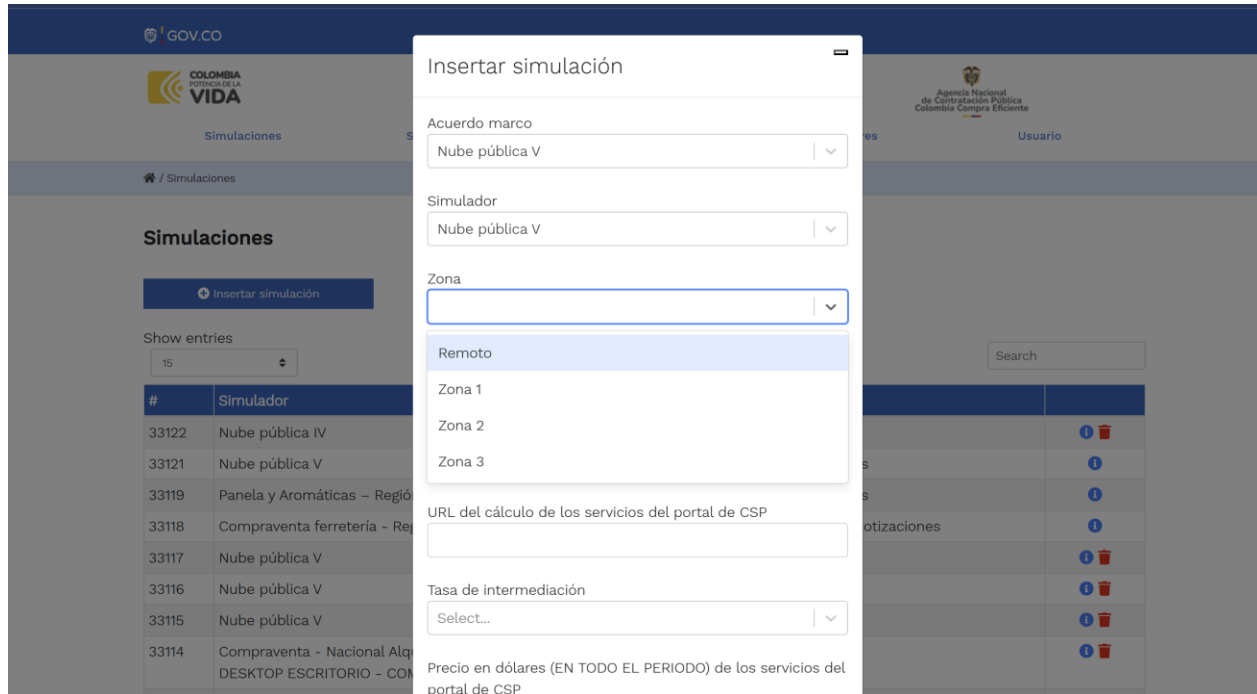 GOV.CO
COLOMBIA
POTENCIA DE LA
VIDA
Agencia Nacional
de Contratación Pública
Colombia Compra Eficiente
Simulaciones
Usuario
/ Simulaciones
Simulaciones
Insertar simulación
Show entries
15
Search
# Simulador
33122 Nube pública IV
33121 Nube pública V
33119 Panela y Aromáticas –
33118 Compraventa ferretería - otizaciones
33117 Nube pública V
33116 Nube pública V
33115 Nube pública V
33114 Compraventa - Nacional
DESKTOP ESCRITORIO -
Insertar simulación
Acuerdo marco
Nube pública V
Simulador
Nube pública V
Zona
Remoto
Zona 1
Zona 2
Zona 3
URL del cálculo de los servicios del portal de CSP
Tasa de intermediación
Select...
Precio en dólares (EN TODO EL PERIODO) de los servicios del
portal de CSP